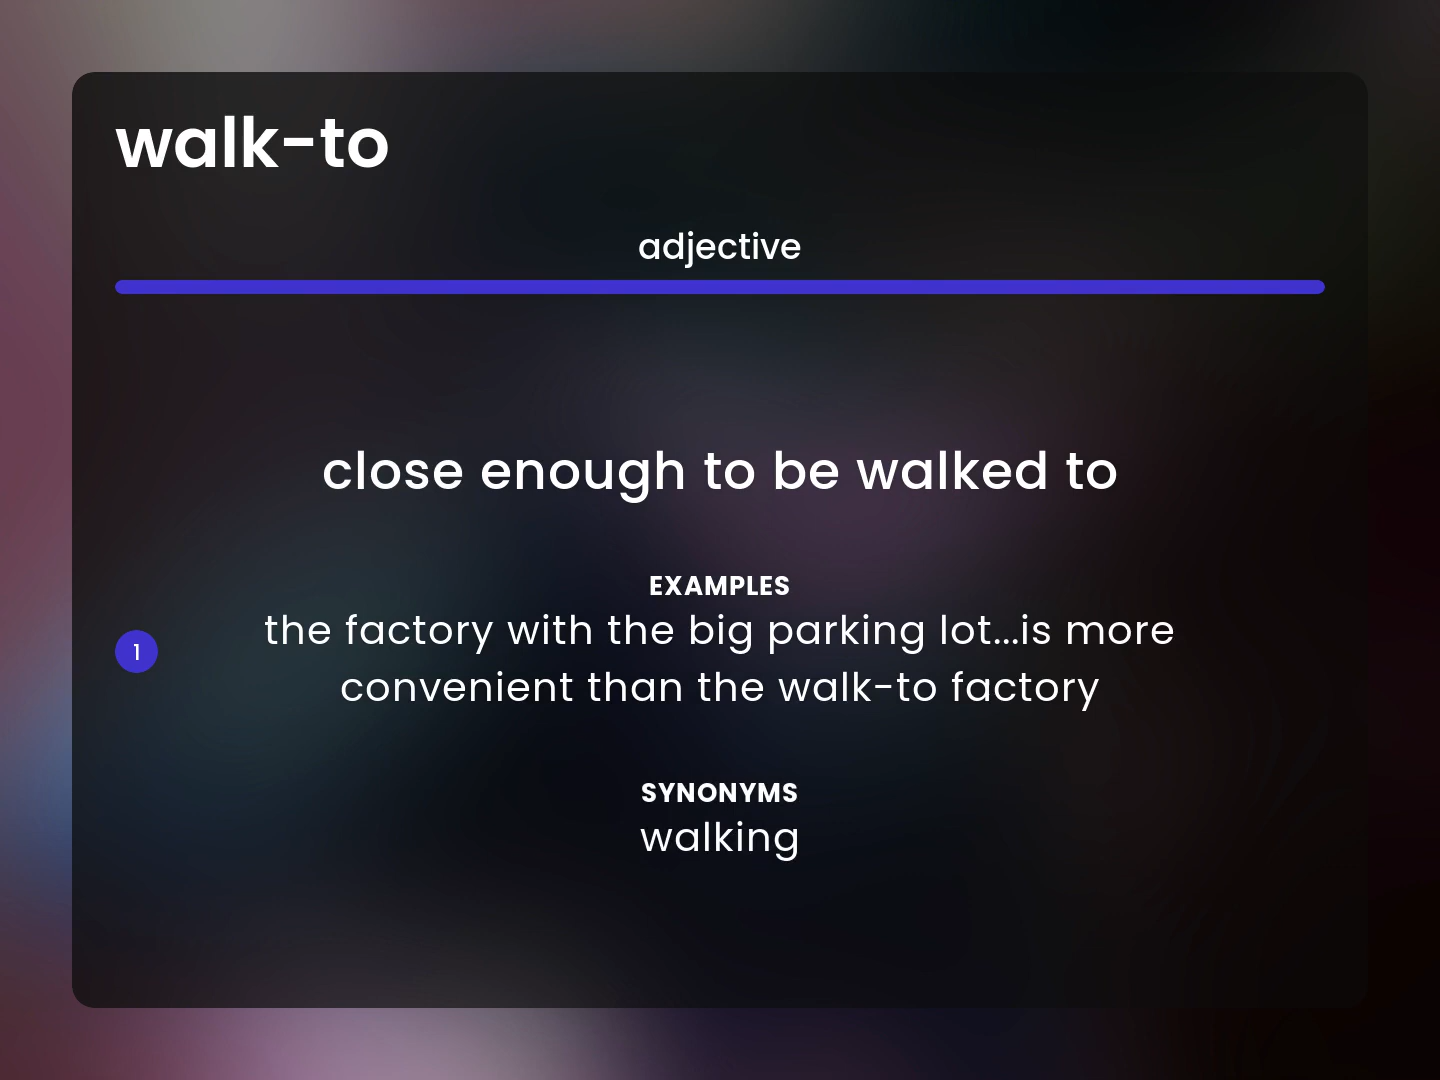 walk-to
adjective
close enough to be walked to
EXAMPLES
the factory with the big parking lot...is more
1
convenient than the walk-to factory
SYNONYMS
walking